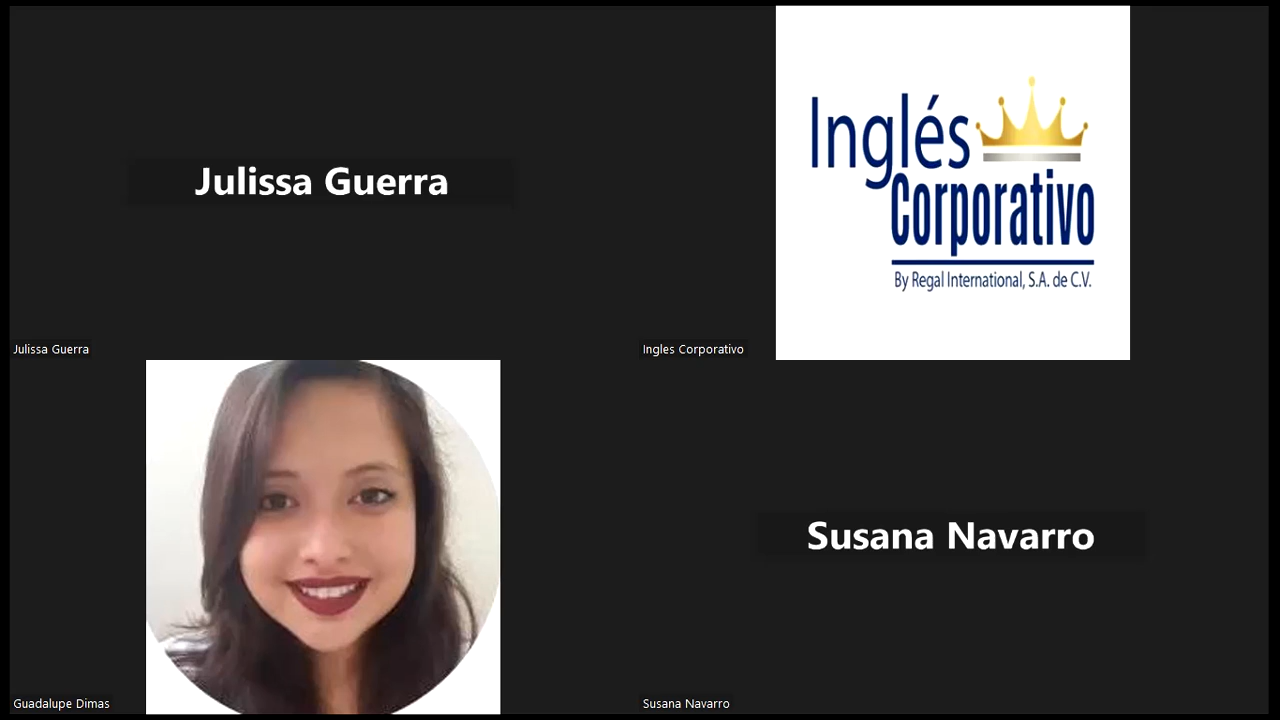 Julissa Guerra
Julissa Guerra
Inglés
Corporativo
By Regal International, S.A. de C.V.
Ingles Corporativo
Guadalupe Dimas
Susana Navarro
Susana Navarro